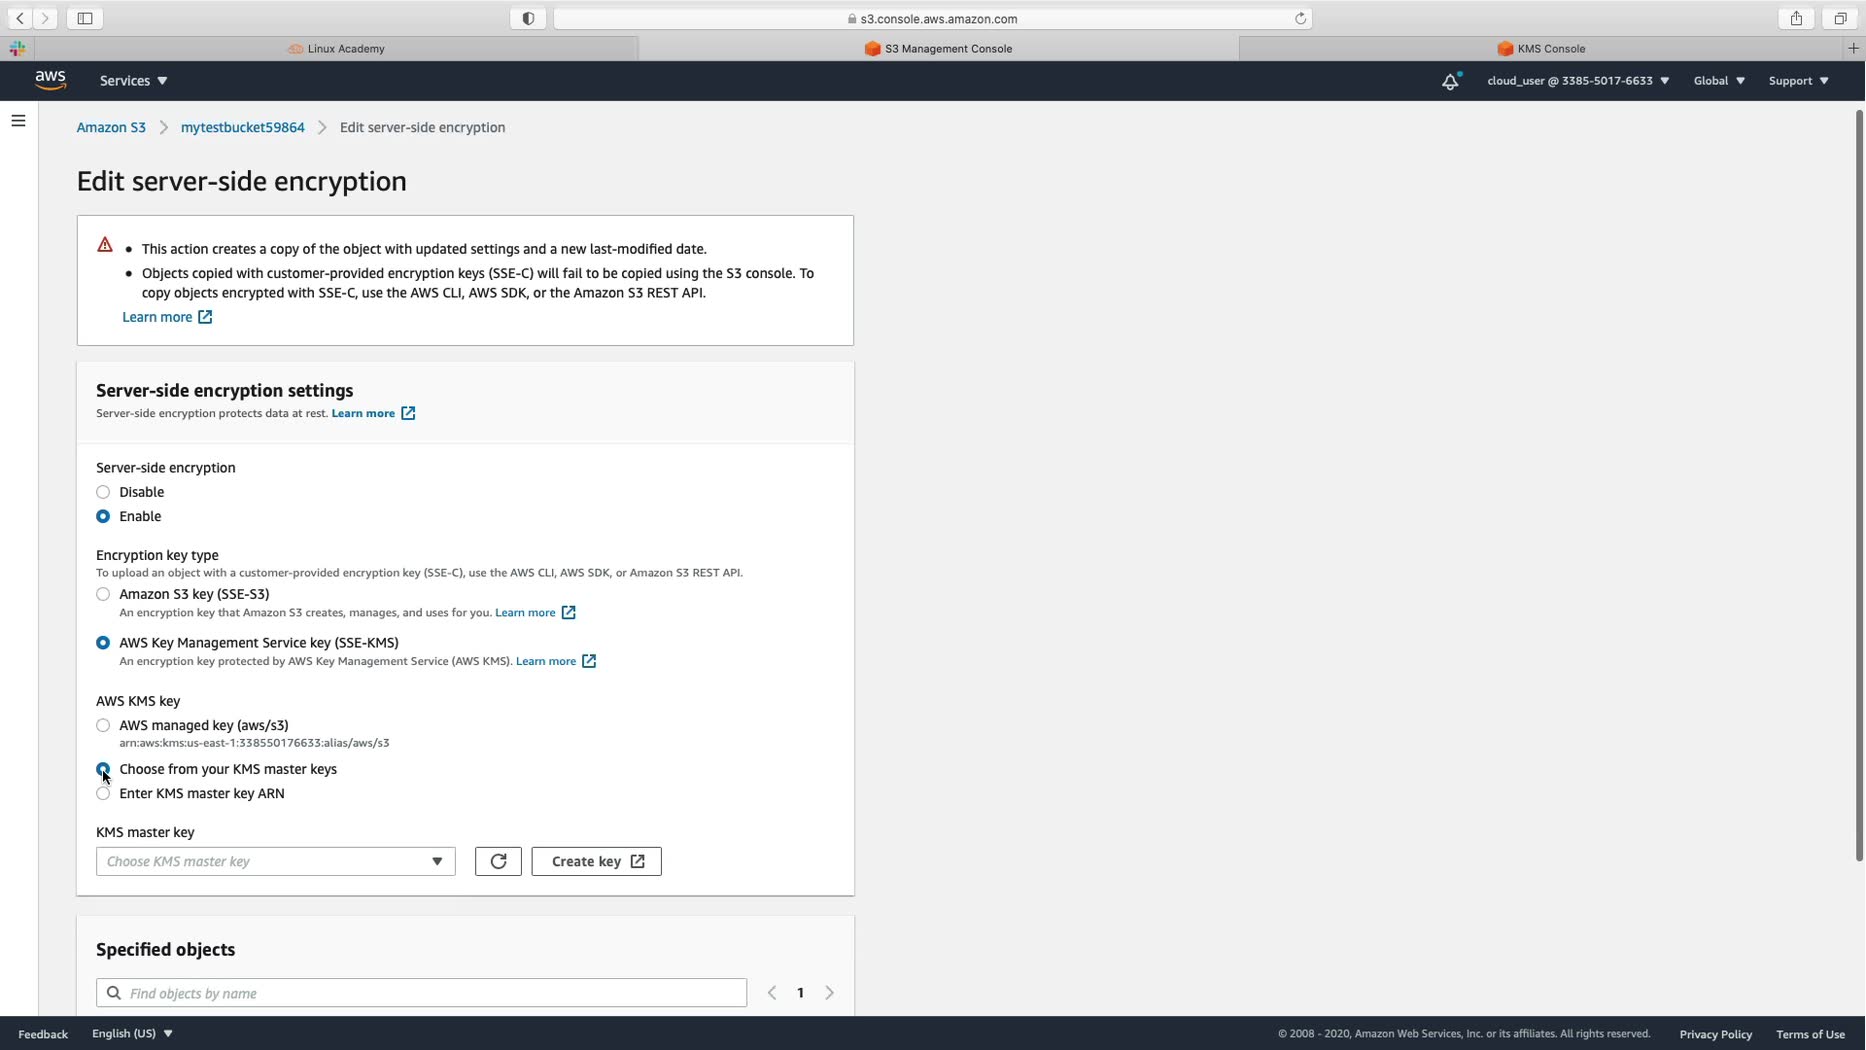 s3.console.aws.amazon.com
Linux Academy
S3 Management Console
KMS Console
aws
Services
cloud_user @ 3385-5017-6633
Global
Support
Amazon S3
mytestbucket59864
Edit server-side encryption
Edit server-side encryption
• This action creates a copy of the object with updated settings and a new last-modified date.
• Objects copied with customer-provided encryption keys (SSE-C) will fail to be copied using the S3 console. To
copy objects encrypted with SSE-C, use the AWS CLI, AWS SDK, or the Amazon S3 REST API.
Learn more
Server-side encryption settings
Server-side encryption protects data at rest. Learn more
Server-side encryption
Disable
Enable
Encryption key type
To upload an object with a customer-provided encryption key (SSE-C), use the AWS CLI, AWS SDK, or Amazon S3 REST API.
Amazon S3 key (SSE-S3)
An encryption key that Amazon S3 creates, manages, and uses for you. Learn more
AWS Key Management Service key (SSE-KMS)
An encryption key protected by AWS Key Management Service (AWS KMS). Learn more
AWS KMS key
AWS managed key (aws/s3)
arn:aws:kms:us-east-1:338550176633:alias/aws/s3
Choose from your KMS master keys
Enter KMS master key ARN
KMS master key
Choose KMS master key
Create key
Specified objects
Find objects by name
1
Feedback
English (US)
© 2008 - 2020, Amazon Web Services, Inc. or its affiliates. All rights reserved.
Privacy Policy
Terms of Use